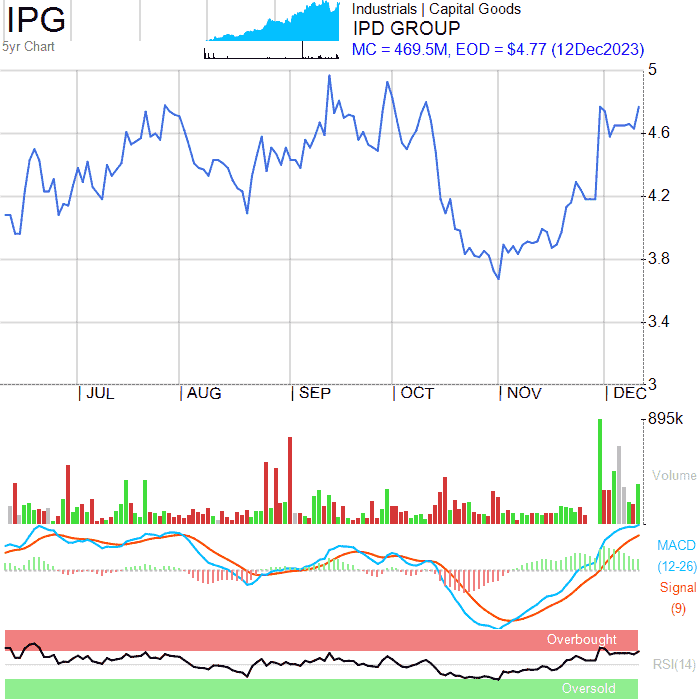 IPG
5yr Chart
Industrials | Capital Goods
IPD GROUP
MC = 469.5M, EOD = $4.77 (12Dec2023)
5
4.6
4.2
3.8
3.4
3
| JUL | AUG | SEP | OCT | NOV | DEC
895k
Volume
MACD
(12-26)
Signal
(9)
Overbought
RSI(14)
Oversold